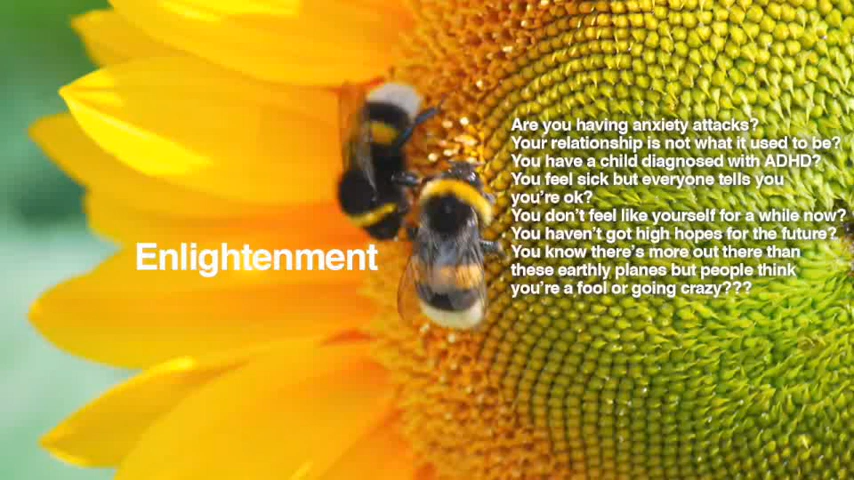 Enlightenment
Are you having anxiety attacks?
Your relationship is not what it used to be?
You have a child diagnosed with ADHD?
You feel sick but everyone tells you
you're ok?
You don't feel like yourself for a while now?
You haven't got high hopes for the future?
You know there's more out there than
these earthly planes but people think
you're a fool or going crazy???